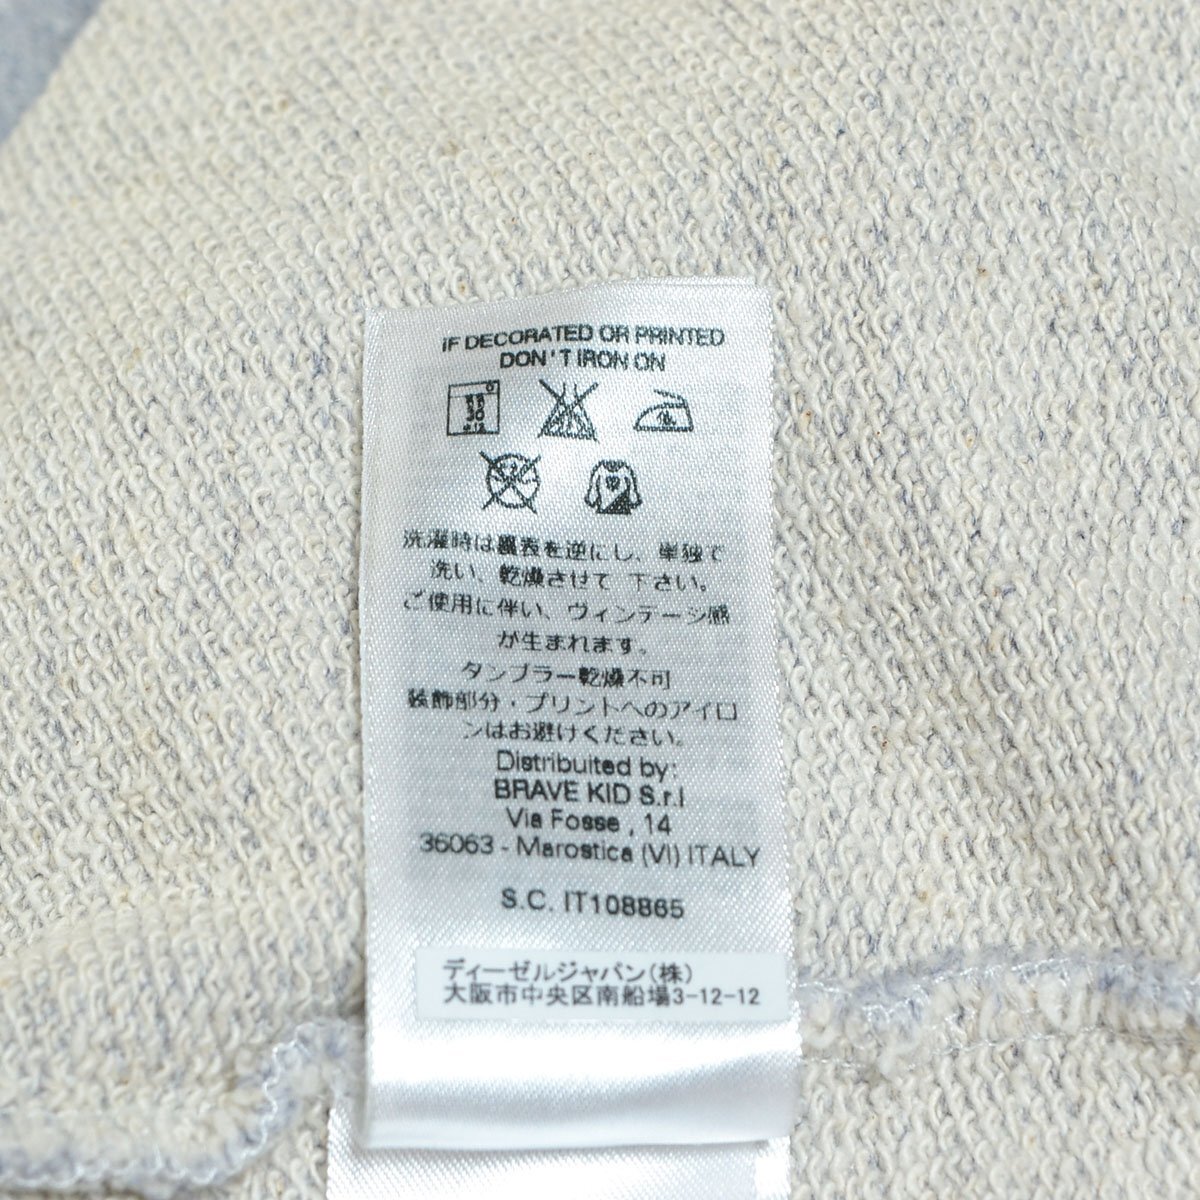 IF DECORATED OR PRINTED
DON'T IRON ON
30
洗濯時は裏表を逆にし、単独で
洗い、乾燥させて 下さい。
ご使用に伴い、ヴィンテージ感
が生まれます。
タンブラー乾燥不可
装飾部分・プリントへのアイロ
ンはお避けください。
Distribuited by:
BRAVE KID S.r.l
Via Fosse , 14
36063 - Marostica (VI) ITALY
S.C. IT108865
ディーゼルジャパン(株)
大阪市中央区南船場3-12-12